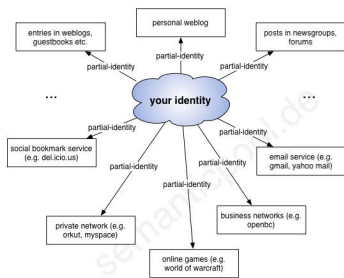 personal weblog
entries in weblogs,
guestbooks etc.
posts in newsgroups,
forums
partial-identity
partial-identity
partial-identity
...
your identity
...
partial-identity
partial-identity
social bookmark service
(e.g. del.icio.us)
email service (e.g.
gmail, yahoo mail)
partial-identity
partial-identity
partial-identity
private network (e.g.
orkut, myspace)
business networks (e.g.
openbc)
online games (e.g.
world of warcraft)
semanticpool.de